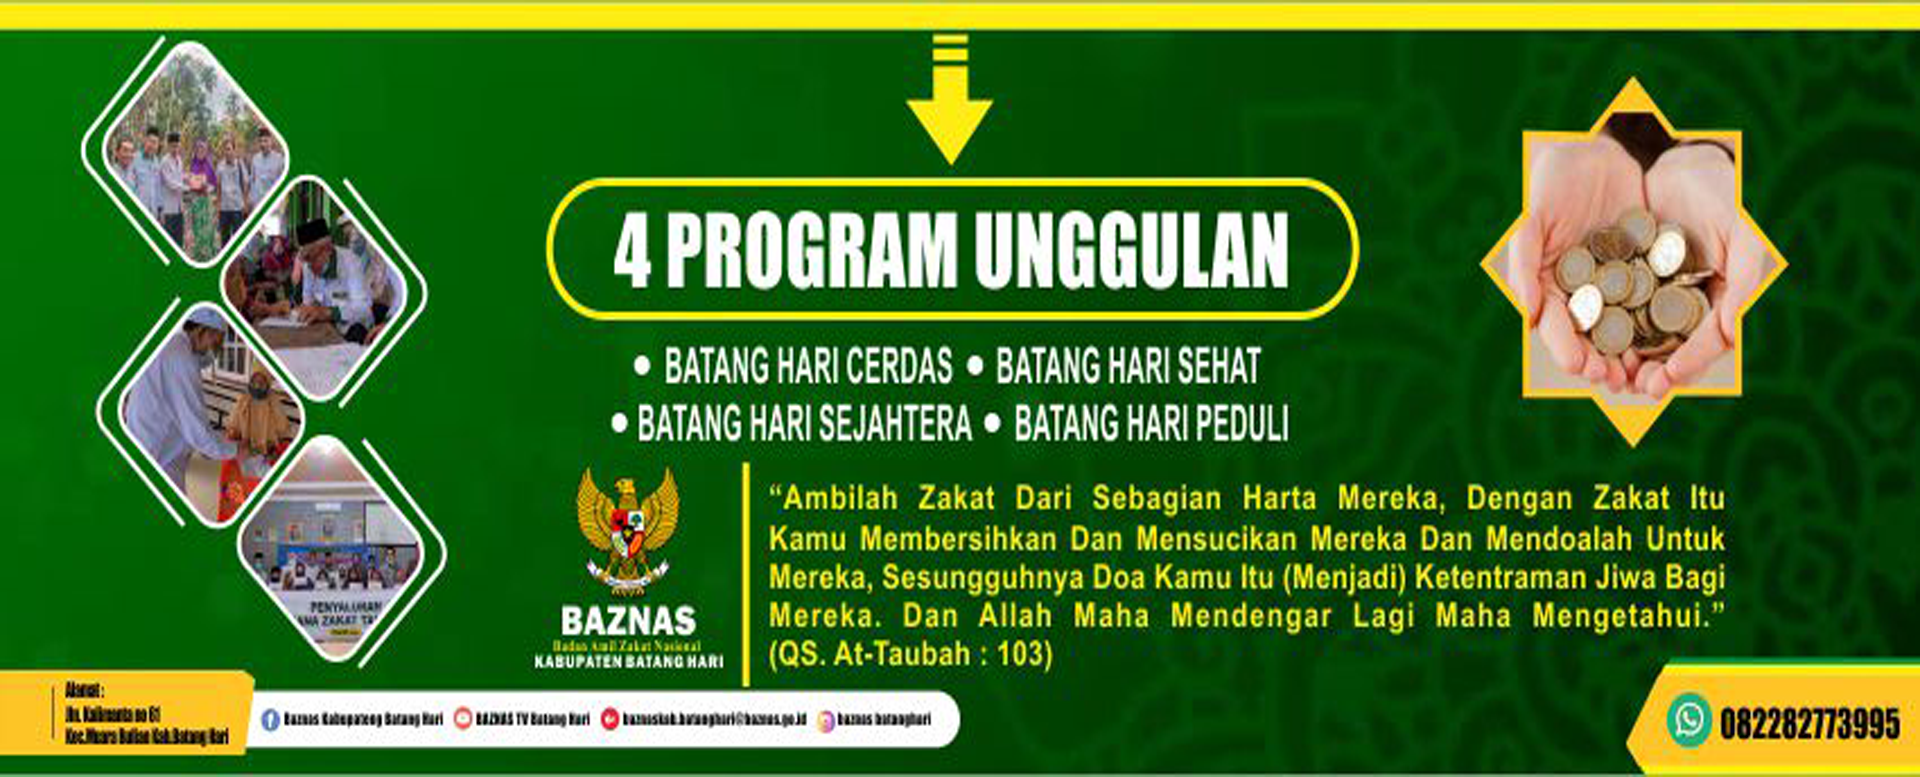 4 PROGRAM UNGGULAN
• BATANG HARI CERDAS • BATANG HARI SEHAT
• BATANG HARI SEJAHTERA • BATANG HARI PEDULI
“Ambilah Zakat Dari Sebagian Harta Mereka, Dengan Zakat Itu
Kamu Membersihkan Dan Mensucikan Mereka Dan Mendoalah Untuk
Mereka, Sesungguhnya Doa Kamu Itu (Menjadi) Ketentraman Jiwa Bagi
Mereka. Dan Allah Maha Mendengar Lagi Maha Mengetahui.”
(QS. At-Taubah : 103)
BAZNAS
Badan Amil Zakat Nasional
KABUPATEN BATANG HARI
PENYALURAN
ANA ZAKAT
Alamat :
Jln. Kalimanta no 61
Kec.Muara Bulian Kab.Batang Hari
Baznas Kabupateng Batang Hari
BAZNAS TV Batang Hari
baznaskab.batanghari@baznas.go.id
baznas batanghari
082282773995